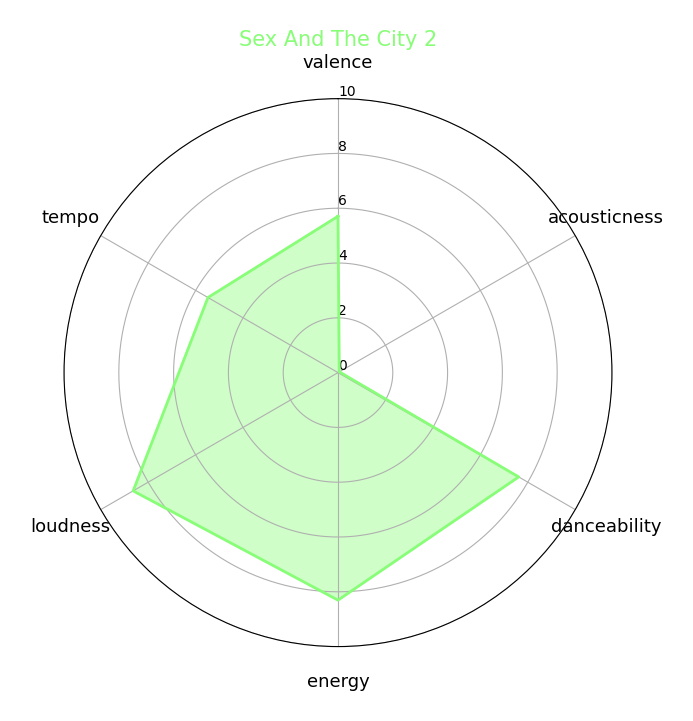 Sex And The City 2
valence
10
8
tempo
acousticness
6
4
2
0
loudness
danceability
energy